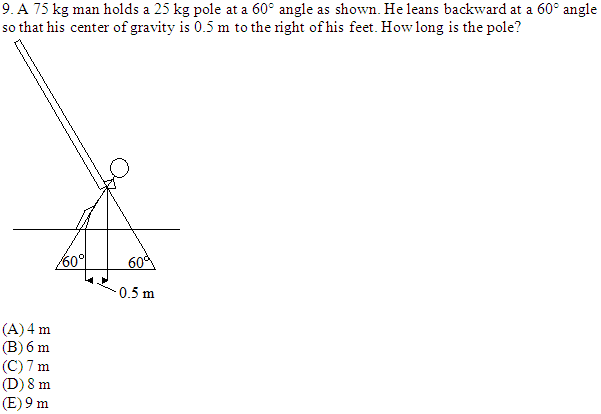 9. A 75 kg man holds a 25 kg pole at a 60° angle as shown. He leans backward at a 60° angle
so that his center of gravity is 0.5 m to the right of his feet. How long is the pole?
60°
60°
0.5 m
(A) 4 m
(B) 6 m
(C) 7 m
(D) 8 m
(E) 9 m